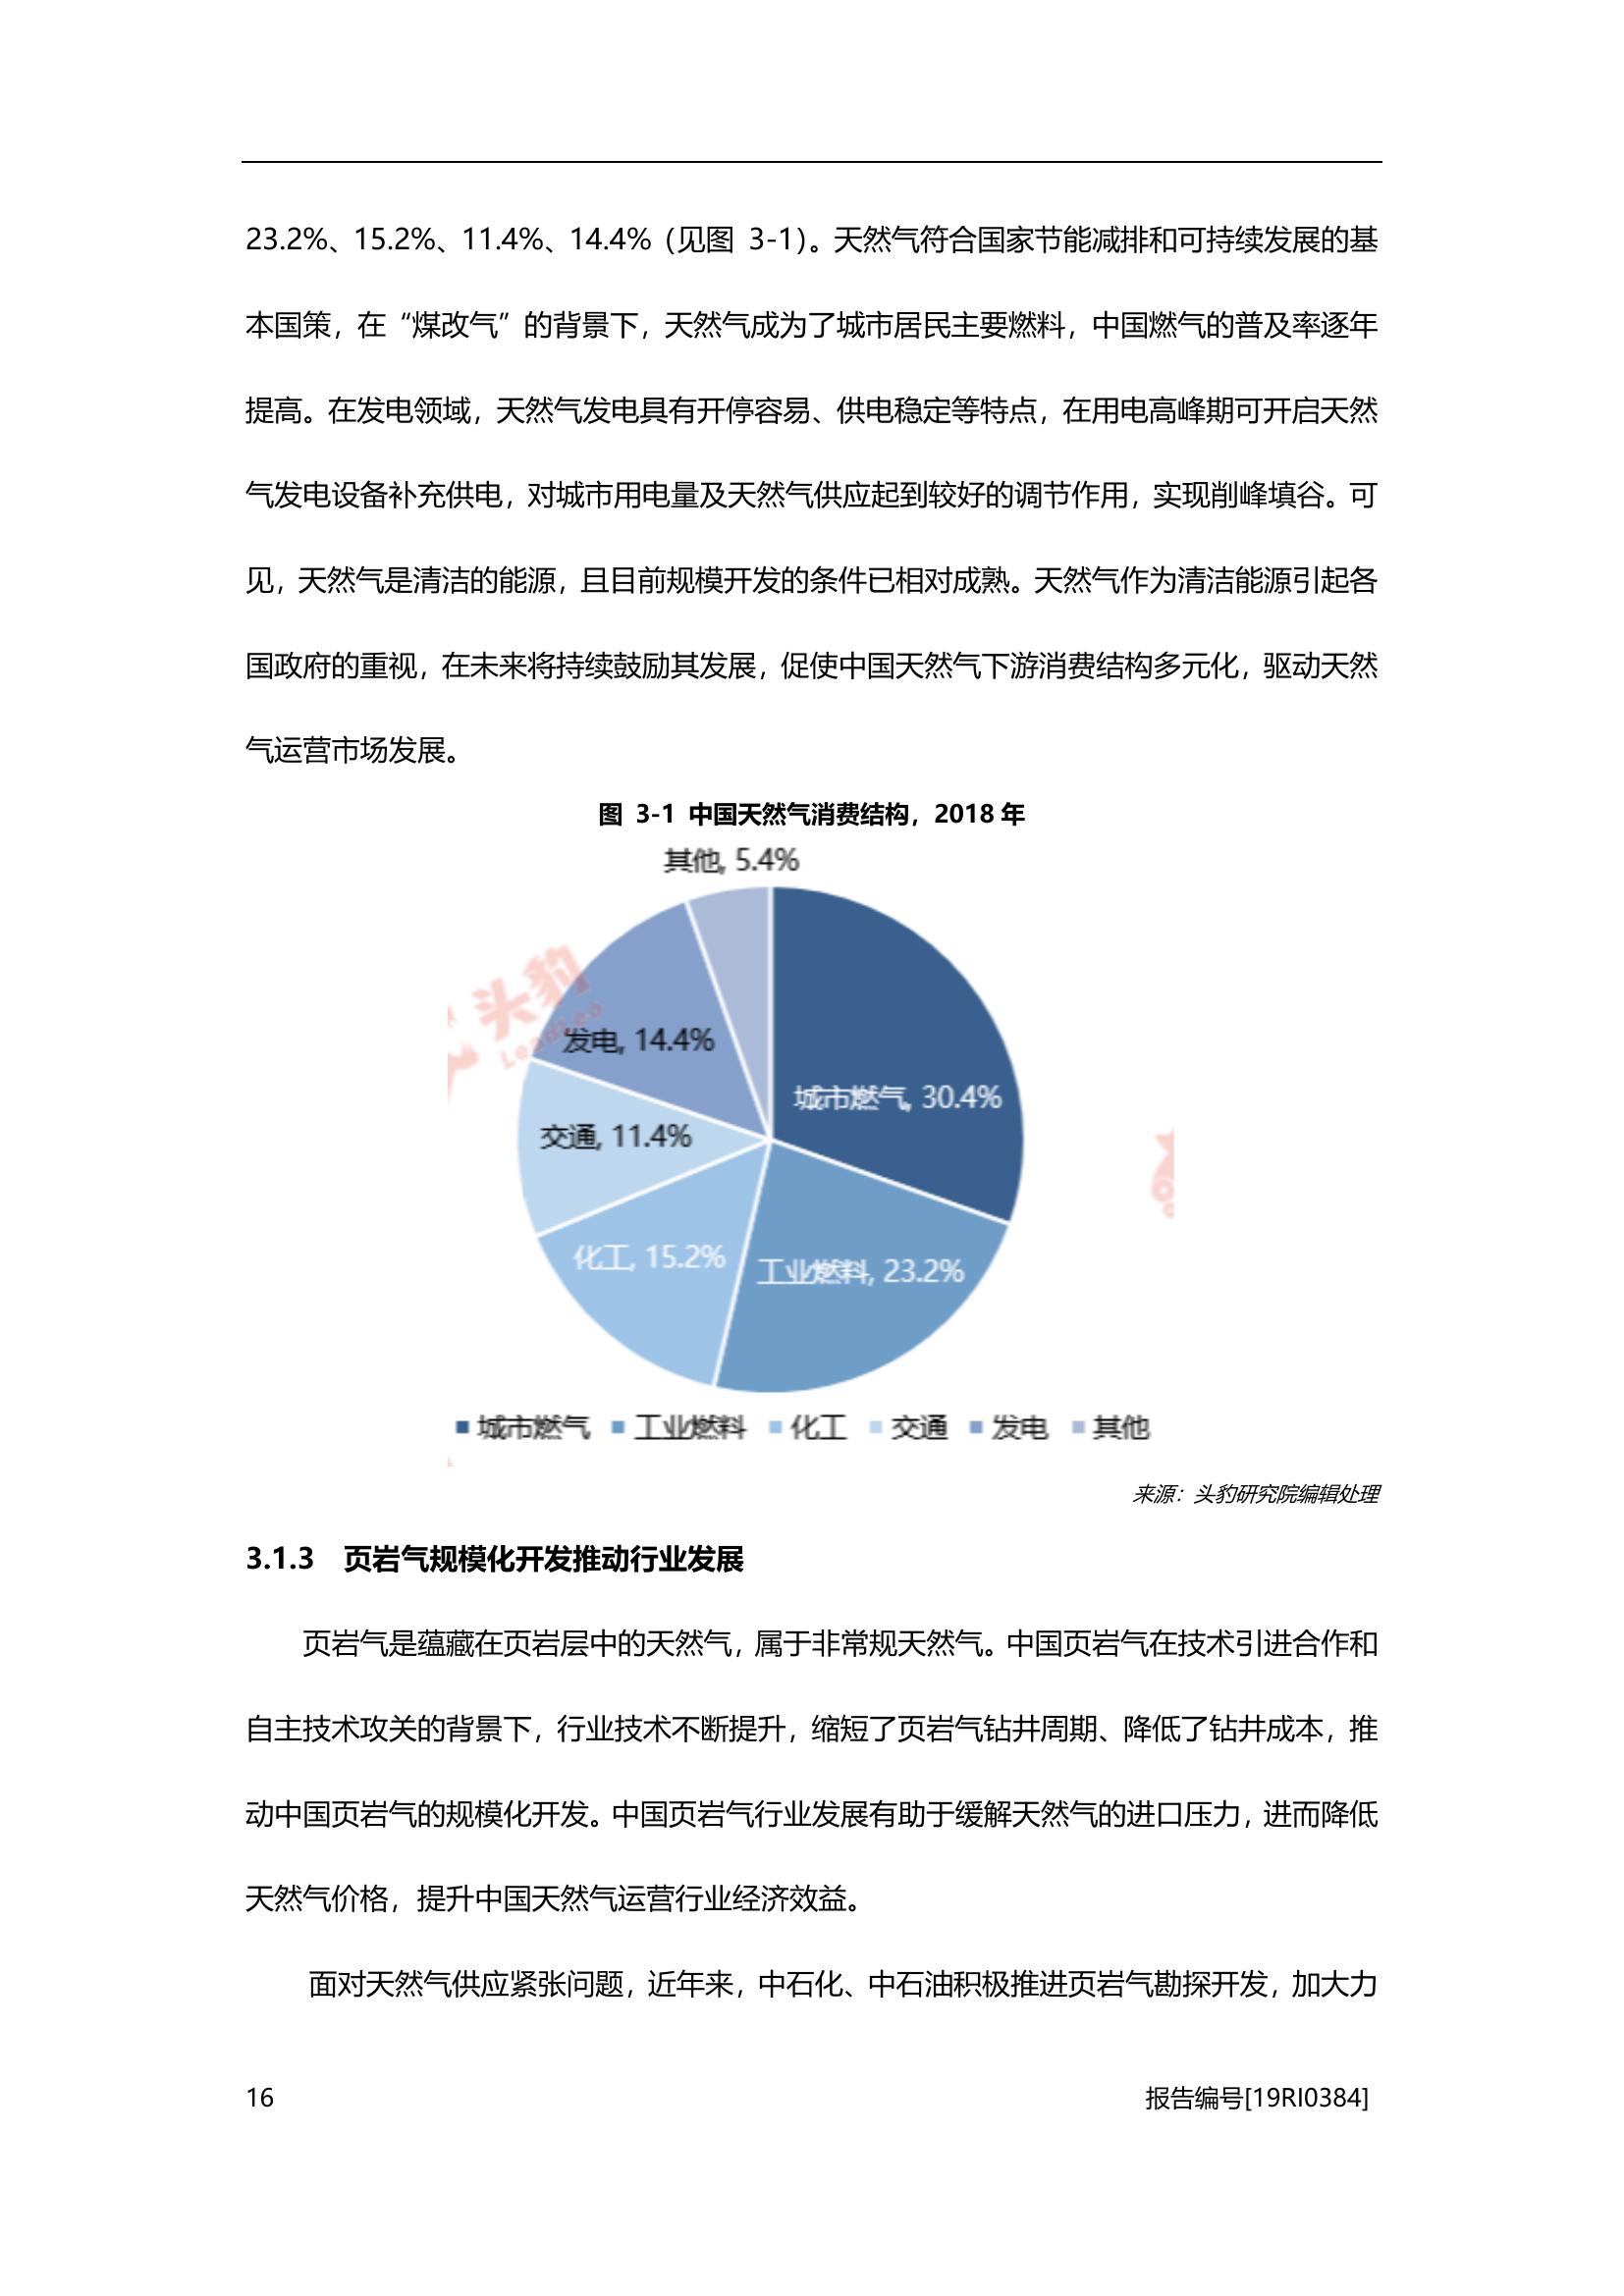 23.2%、15.2%、11.4%、14.4%（见图 3-1）。天然气符合国家节能减排和可持续发展的基
本国策，在“煤改气”的背景下，天然气成为了城市居民主要燃料，中国燃气的普及率逐年
提高。在发电领域，天然气发电具有开停容易、供电稳定等特点，在用电高峰期可开启天然
气发电设备补充供电，对城市用电量及天然气供应起到较好的调节作用，实现削峰填谷。可
见，天然气是清洁的能源，且目前规模开发的条件已相对成熟。天然气作为清洁能源引起各
国政府的重视，在未来将持续鼓励其发展，促使中国天然气下游消费结构多元化，驱动天然
气运营市场发展。
图 3-1 中国天然气消费结构，2018 年
其他, 5.4%
头豹
LeadLeo
发电, 14.4%
城市燃气, 30.4%
交通, 11.4%
化工, 15.2%
工业燃料, 23.2%
城市燃气 工业燃料 化工 交通 发电 其他
来源：头豹研究院编辑处理
3.1.3 页岩气规模化开发推动行业发展
页岩气是蕴藏在页岩层中的天然气，属于非常规天然气。中国页岩气在技术引进合作和
自主技术攻关的背景下，行业技术不断提升，缩短了页岩气钻井周期、降低了钻井成本，推
动中国页岩气的规模化开发。中国页岩气行业发展有助于缓解天然气的进口压力，进而降低
天然气价格，提升中国天然气运营行业经济效益。
面对天然气供应紧张问题，近年来，中石化、中石油积极推进页岩气勘探开发，加大力
16
报告编号[19RI0384]